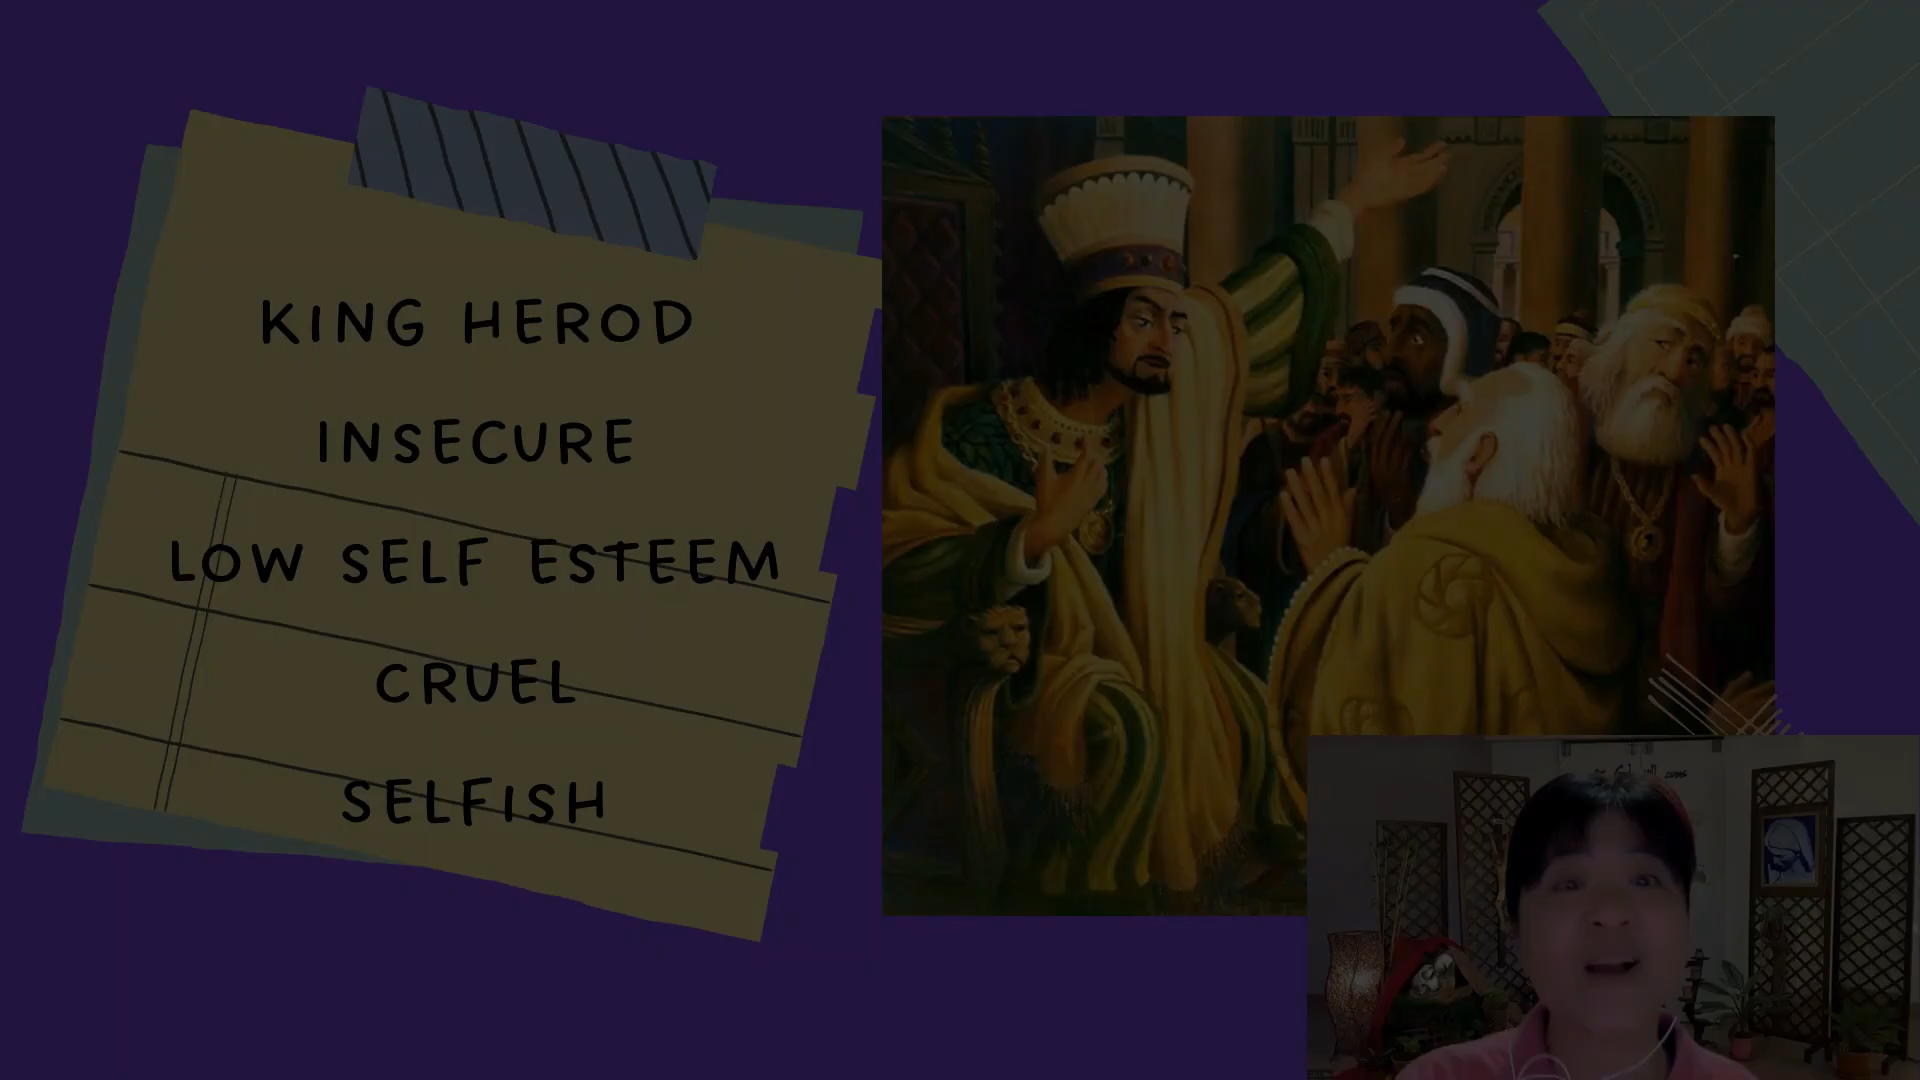 KING HEROD
INSECURE
LOW SELF ESTEEM
CRUEL
SELFISH